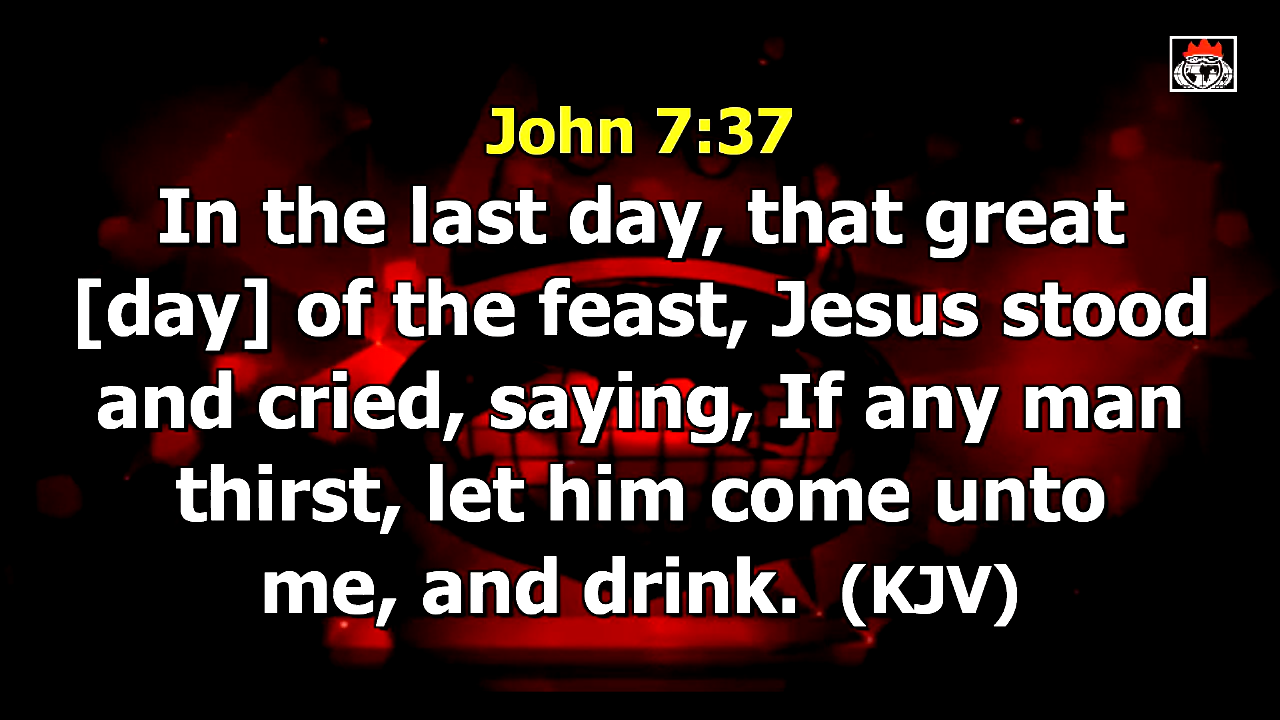 John 7:37
In the last day, that great
[day] of the feast, Jesus stood
and cried, saying, If any man
thirst, let him come unto
me, and drink.  (KJV)